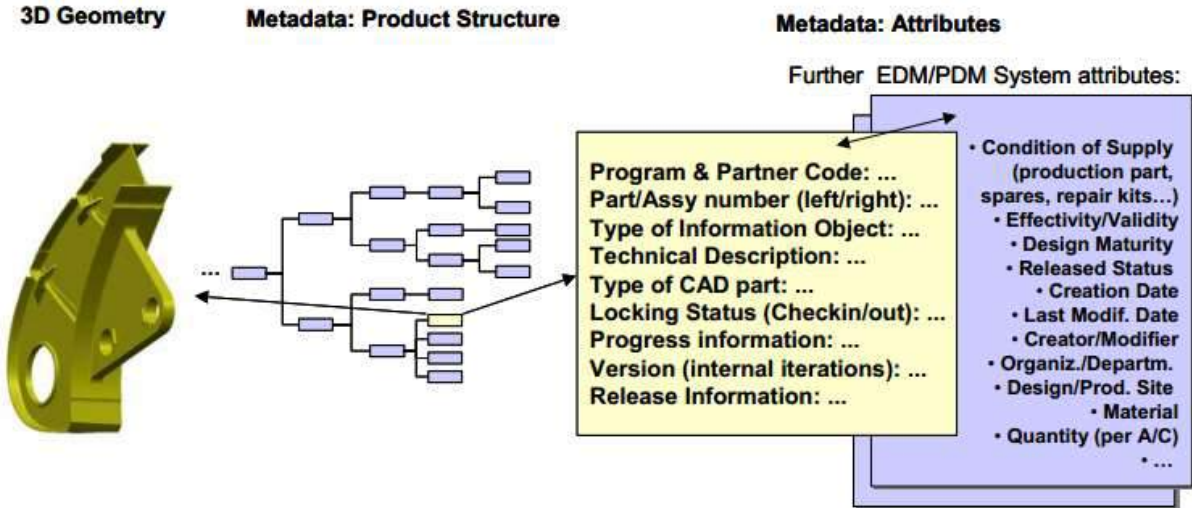 3D Geometry
Metadata: Product Structure
Metadata: Attributes
Further EDM/PDM System attributes:
...
Program & Partner Code: ...
Part/Assy number (left/right): ...
Type of Information Object: ...
Technical Description: ...
Type of CAD part: ...
Locking Status (Checkin/out): ...
Progress information: ...
Version (internal iterations): ...
Release Information: ...
• Condition of Supply
(production part,
spares, repair kits...)
• Effectivity/Validity
• Design Maturity
• Released Status
• Creation Date
• Last Modif. Date
• Creator/Modifier
• Organiz./Departm.
• Design/Prod. Site
• Material
• Quantity (per A/C)
• ...